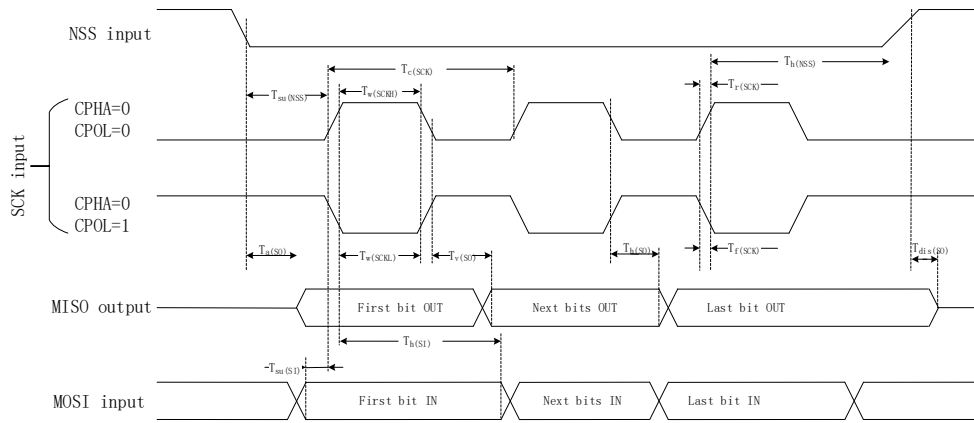 NSS input
Tc(SCK)
Th(NSS)
Tsu(NSS)
Tw(SCKH)
Tr(SCK)
CPHA=0
CPOL=0
SCK input
CPHA=0
CPOL=1
Ta(SO)
Tw(SCKL)
Tv(SO)
Th(SO)
Tf(SCK)
Tdis(SO)
MISO output
First bit OUT
Next bits OUT
Last bit OUT
Th(SI)
Tsu(SI)
MOSI input
First bit IN
Next bits IN
Last bit IN